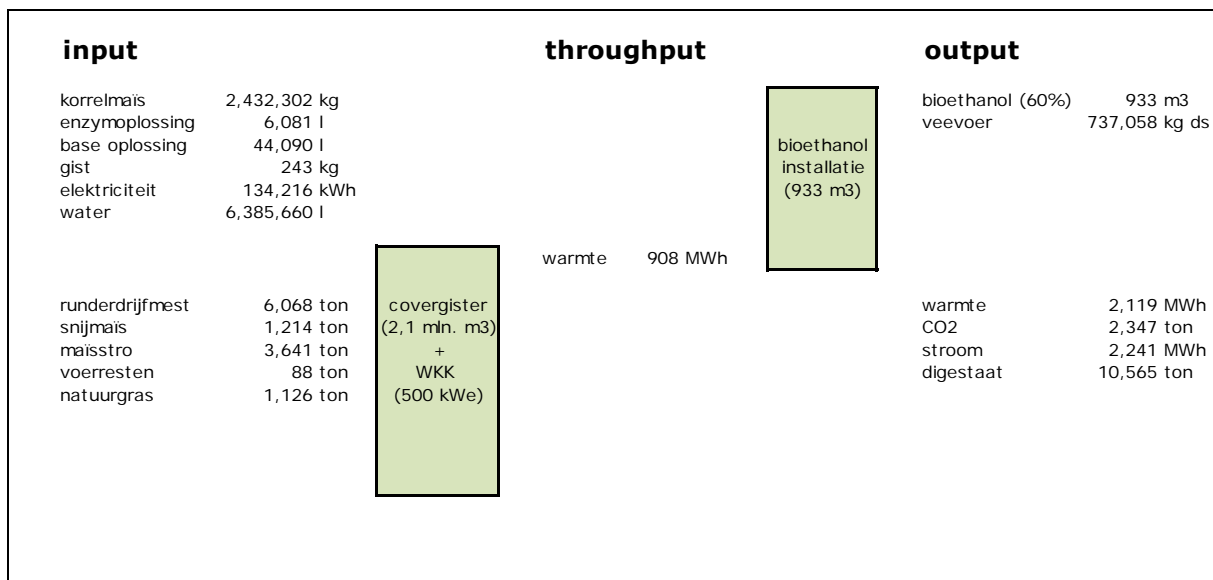 input throughput output
korrelmaïs 2,432,302 kg bioethanol (60%) 933 m3
enzymoplossing 6,081 l veevoer 737,058 kg ds
base oplossing 44,090 l bioethanol
gist 243 kg installatie
elektriciteit 134,216 kWh (933 m3)
water 6,385,660 l
warmte 908 MWh
runderdrijfmest 6,068 ton covergister warmte 2,119 MWh
snijmaïs 1,214 ton (2,1 mln. m3) CO2 2,347 ton
maïsstro 3,641 ton + stroom 2,241 MWh
voerresten 88 ton WKK digestaat 10,565 ton
natuurgras 1,126 ton (500 kWe)